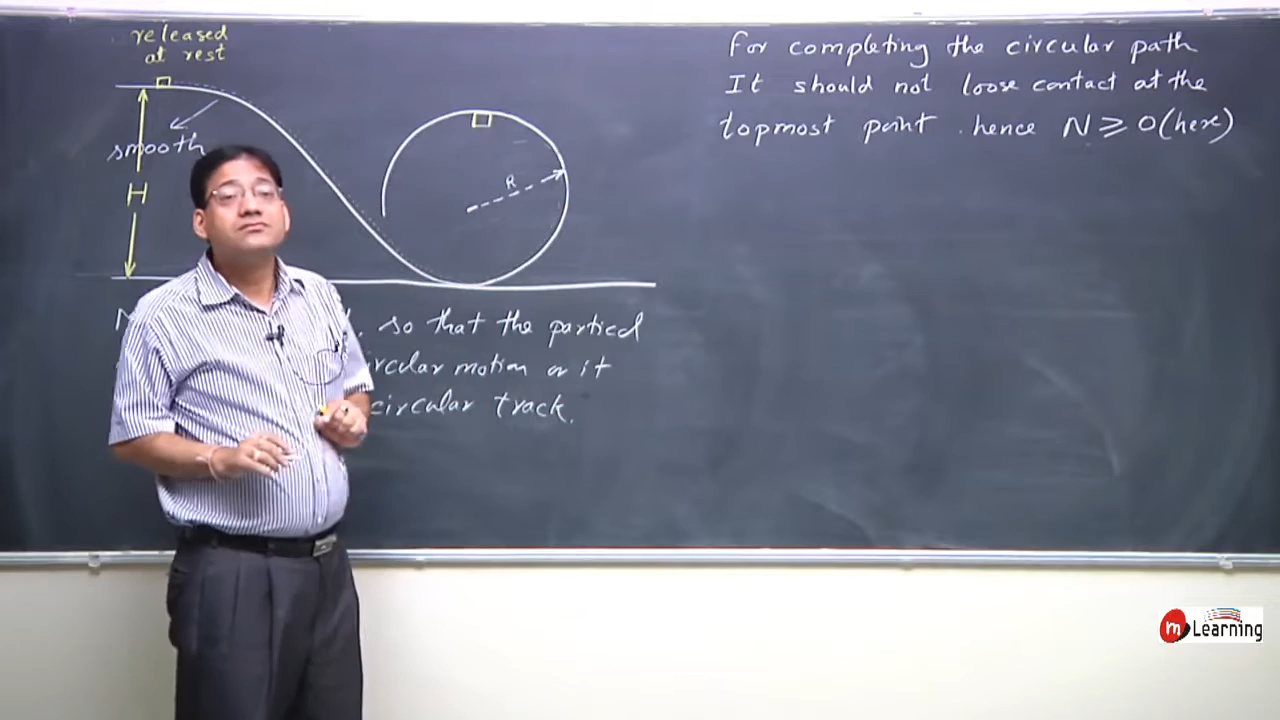 released
at rest
smooth
H
R
so that the particl
circular motion or it
circular track.
For completing the circular path
It should not loose contact at the
topmost point . hence N ⩾ 0 (here)
m Learning